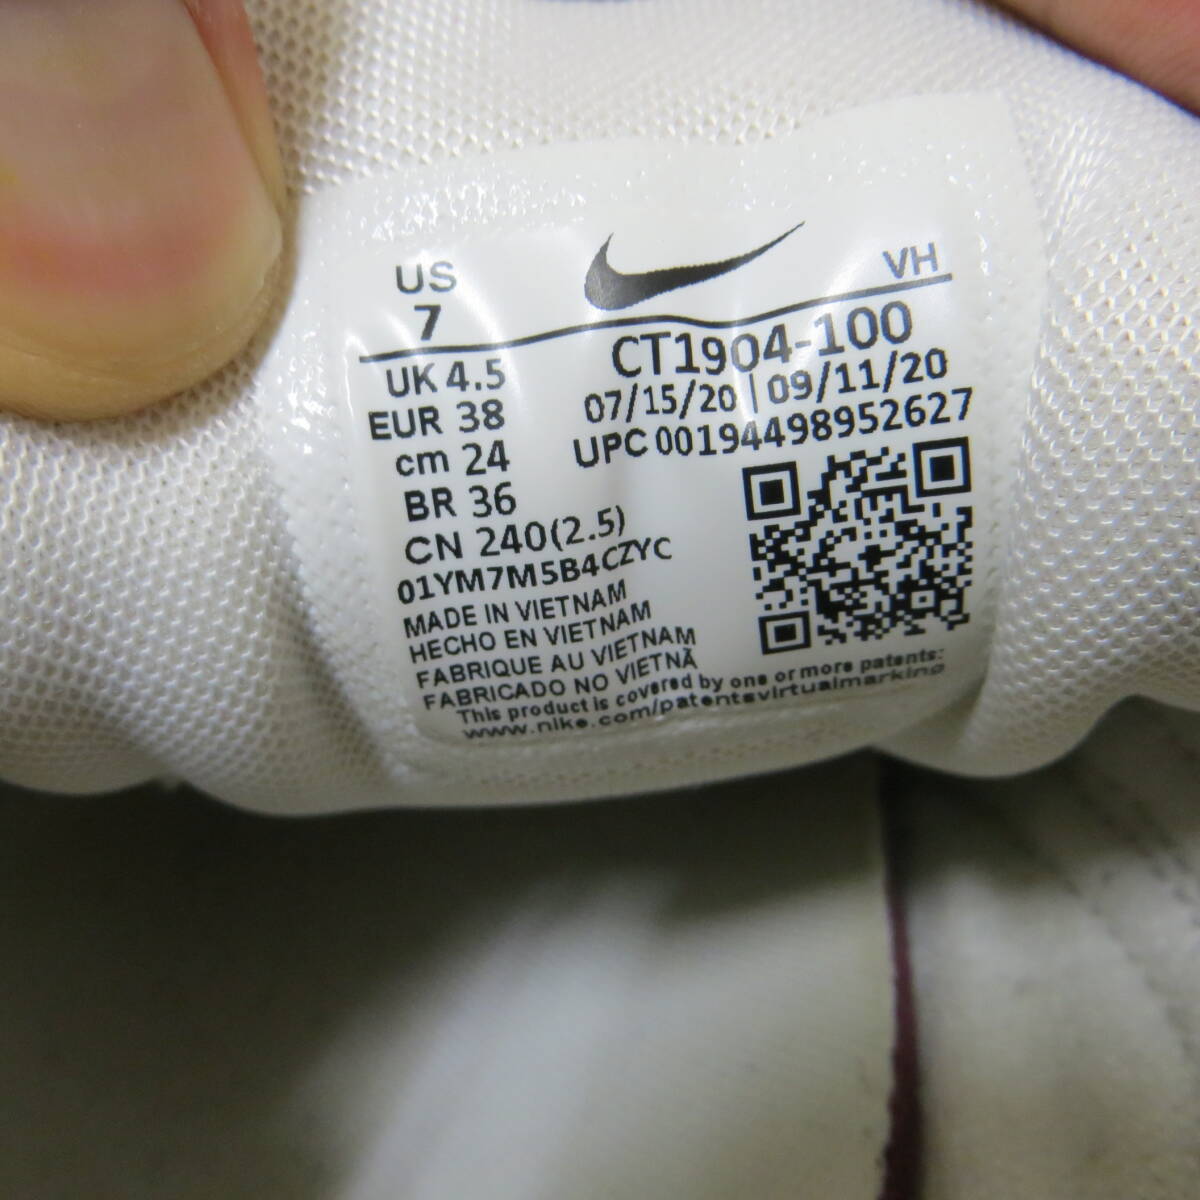 US
7
VH
UK 4.5
EUR 38
cm 24
BR 36
CN 240(2.5)
CT1904-100
07/15/20 | 09/11/20
UPC 00194498952627
01YM7M5B4CZYC
MADE IN VIETNAM
HECHO EN VIETNAM
FABRIQUE AU VIETNAM
FABRICADO NO VIETNÃ
This product is covered by one or more patents:
www.nike.com/patentsvirtualmarking